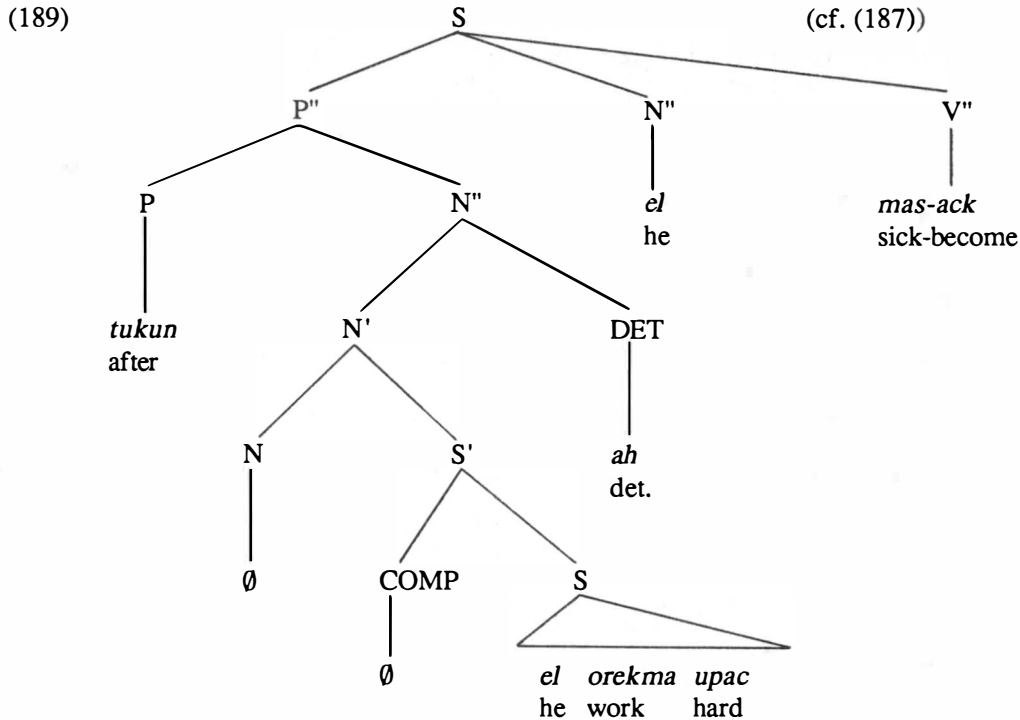 (189) S (cf. (187))
P" N" V"
P N" el mas-ack
he sick-become
tukun N' DET
after
N S' ah
det.
Ø COMP S
Ø el orekma upac
he work hard